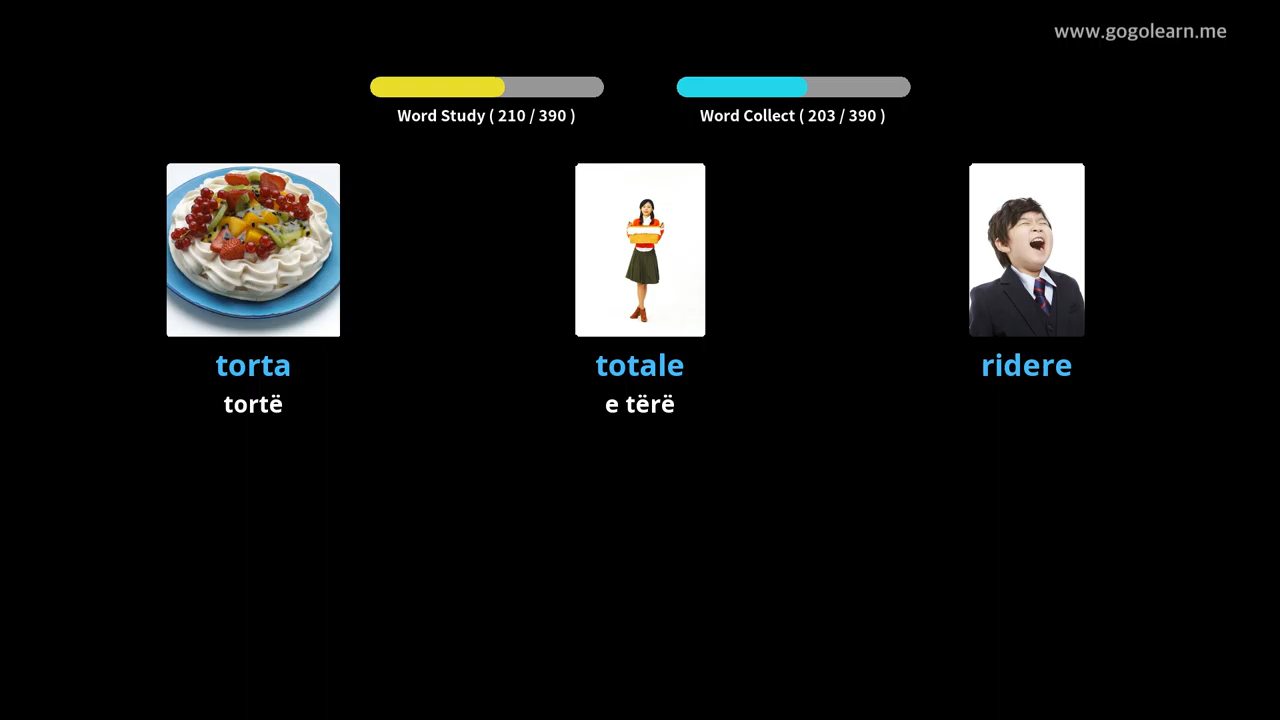 www.gogolearn.me
Word Study ( 210 / 390 )
Word Collect ( 203 / 390 )
torta
totale
ridere
tortë
e tërë